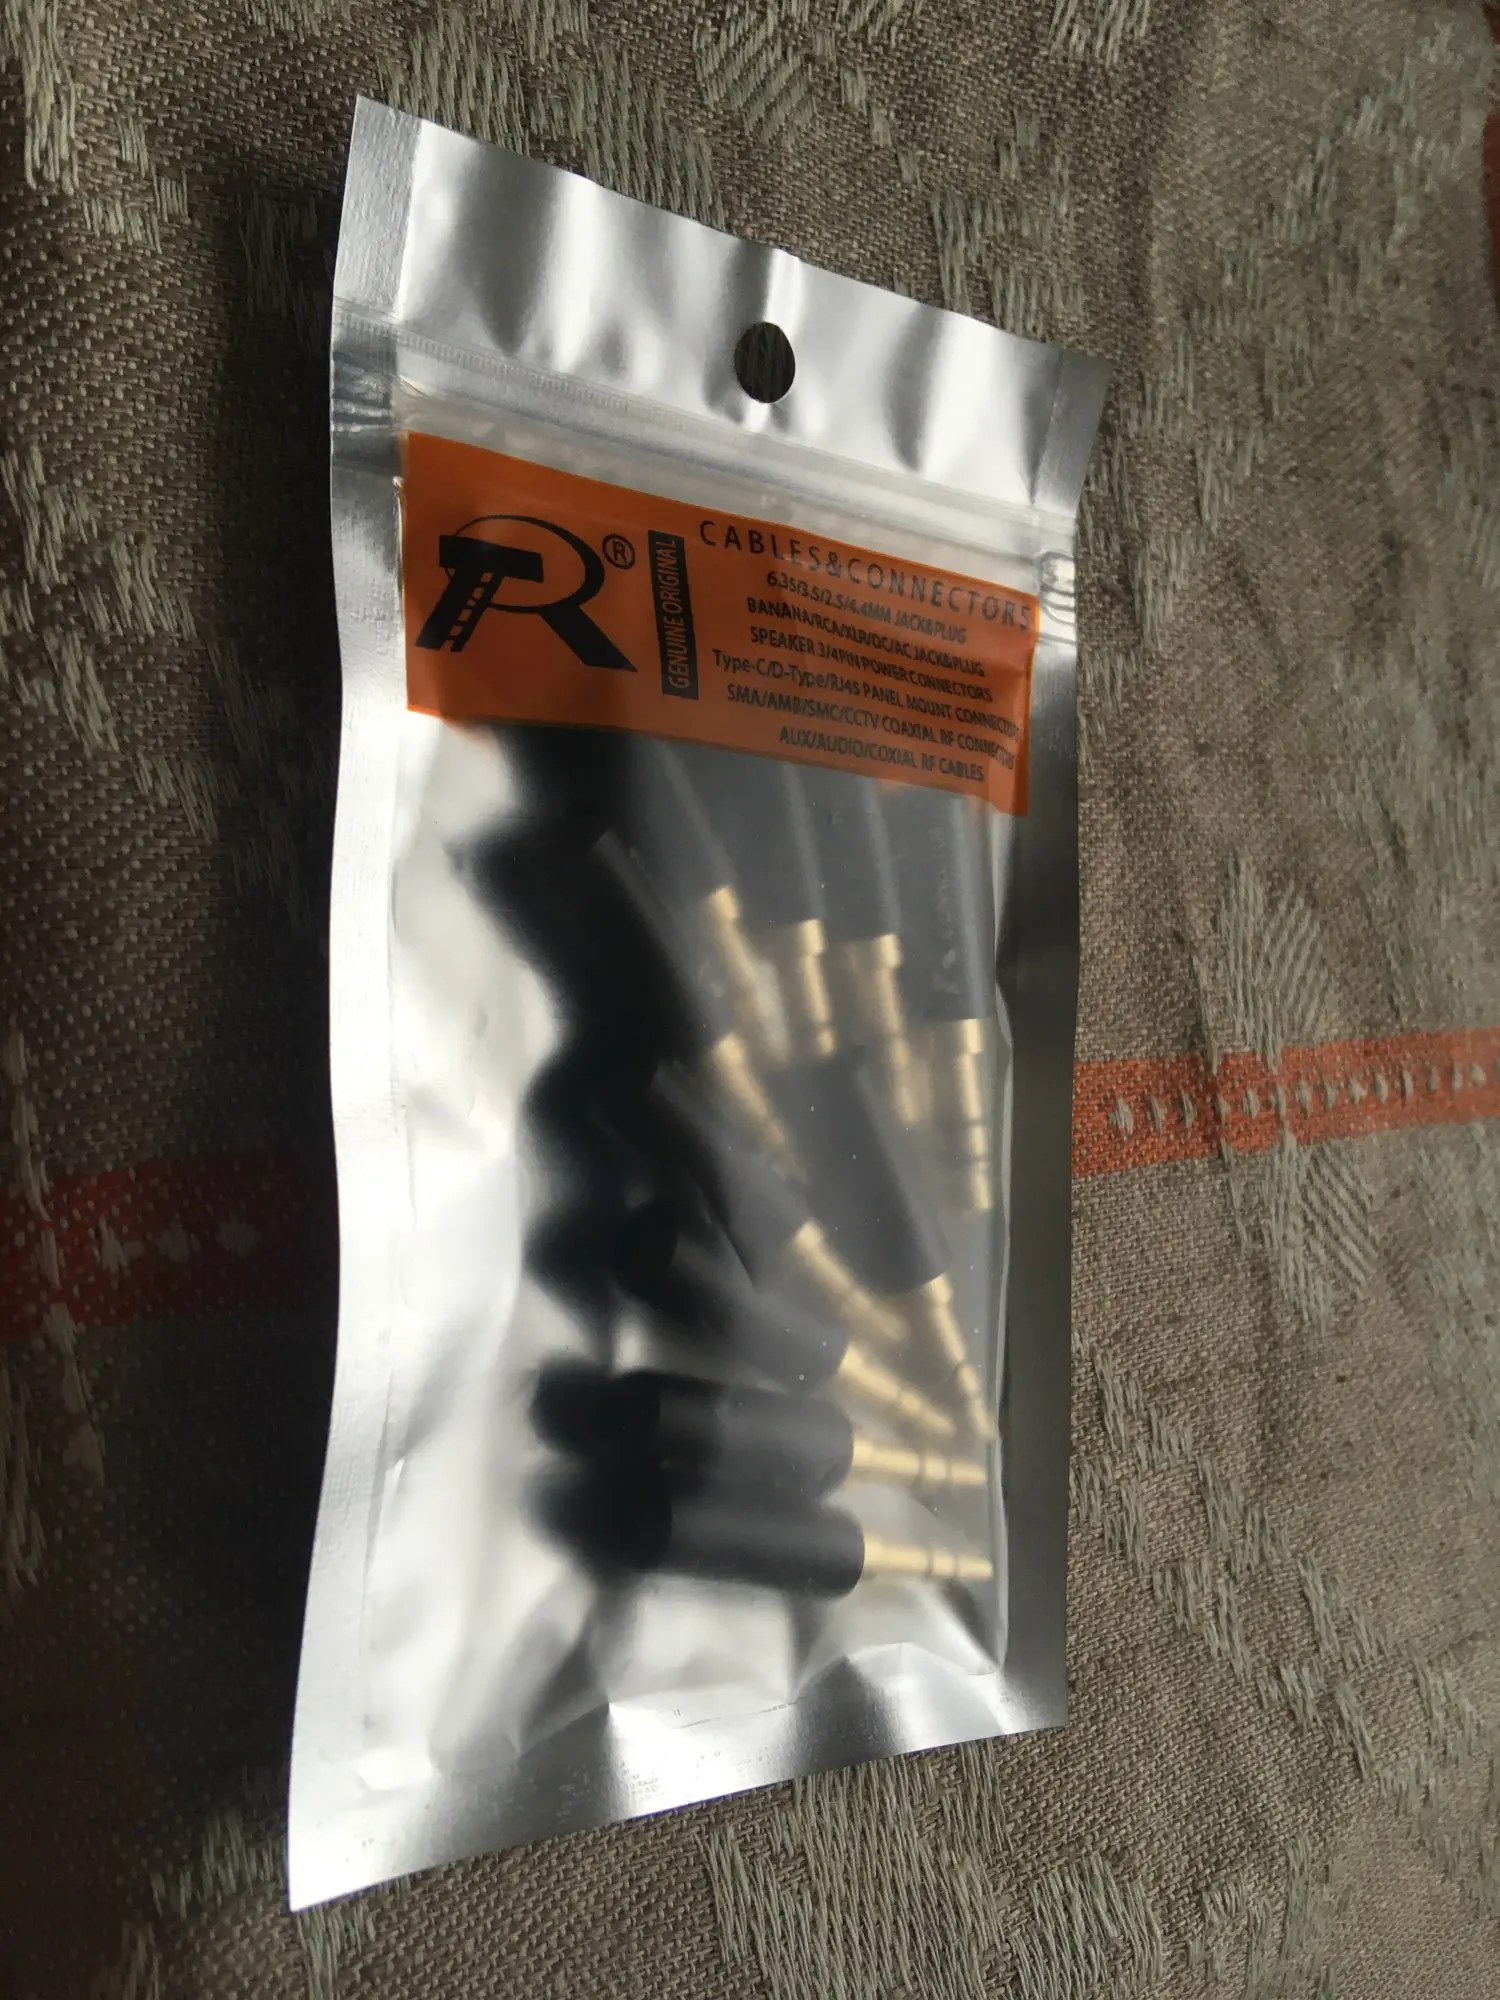 R®
GENUINE ORIGINAL
CABLES&CONNECTORS
6.35/3.5/2.5/4.4MM JACK&PLUG
BANANA/RCA/XLR/DC/AC JACK&PLUG
SPEAKER 3/4PIN POWER CONNECTORS
Type-C/D-Type/RJ45 PANEL MOUNT CONNECTORS
SMA/AMB/SMC/CCTV COAXIAL RF CONNECTORS
AUX/AUDIO/COXIAL RF CABLES